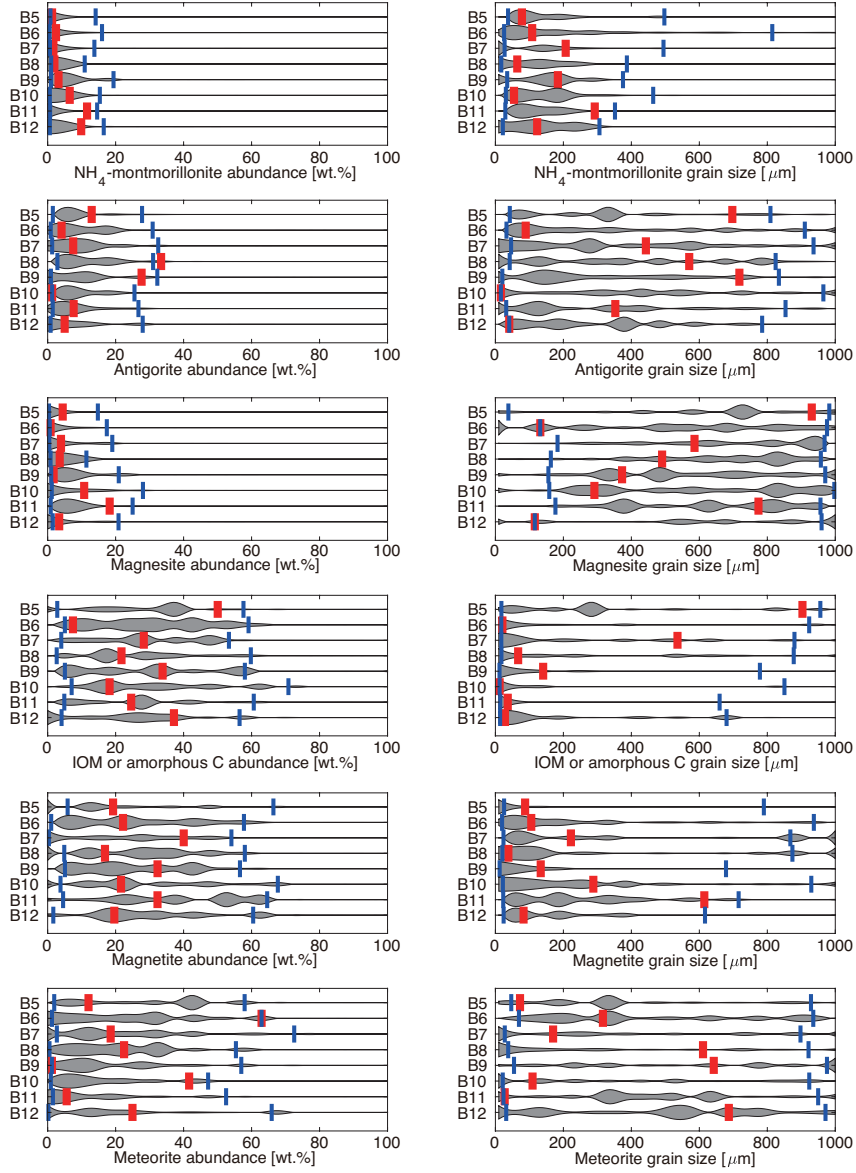 B5
B6
B7
B8
B9
B10
B11
B12
0 20 40 60 80 100
NH4-montmorillonite abundance [wt.%]
B5
B6
B7
B8
B9
B10
B11
B12
0 200 400 600 800 1000
NH4-montmorillonite grain size [μm]
B5
B6
B7
B8
B9
B10
B11
B12
0 20 40 60 80 100
Antigorite abundance [wt.%]
B5
B6
B7
B8
B9
B10
B11
B12
0 200 400 600 800 1000
Antigorite grain size [μm]
B5
B6
B7
B8
B9
B10
B11
B12
0 20 40 60 80 100
Magnesite abundance [wt.%]
B5
B6
B7
B8
B9
B10
B11
B12
0 200 400 600 800 1000
Magnesite grain size [μm]
B5
B6
B7
B8
B9
B10
B11
B12
0 20 40 60 80 100
IOM or amorphous C abundance [wt.%]
B5
B6
B7
B8
B9
B10
B11
B12
0 200 400 600 800 1000
IOM or amorphous C grain size [μm]
B5
B6
B7
B8
B9
B10
B11
B12
0 20 40 60 80 100
Magnetite abundance [wt.%]
B5
B6
B7
B8
B9
B10
B11
B12
0 200 400 600 800 1000
Magnetite grain size [μm]
B5
B6
B7
B8
B9
B10
B11
B12
0 20 40 60 80 100
Meteorite abundance [wt.%]
B5
B6
B7
B8
B9
B10
B11
B12
0 200 400 600 800 1000
Meteorite grain size [μm]